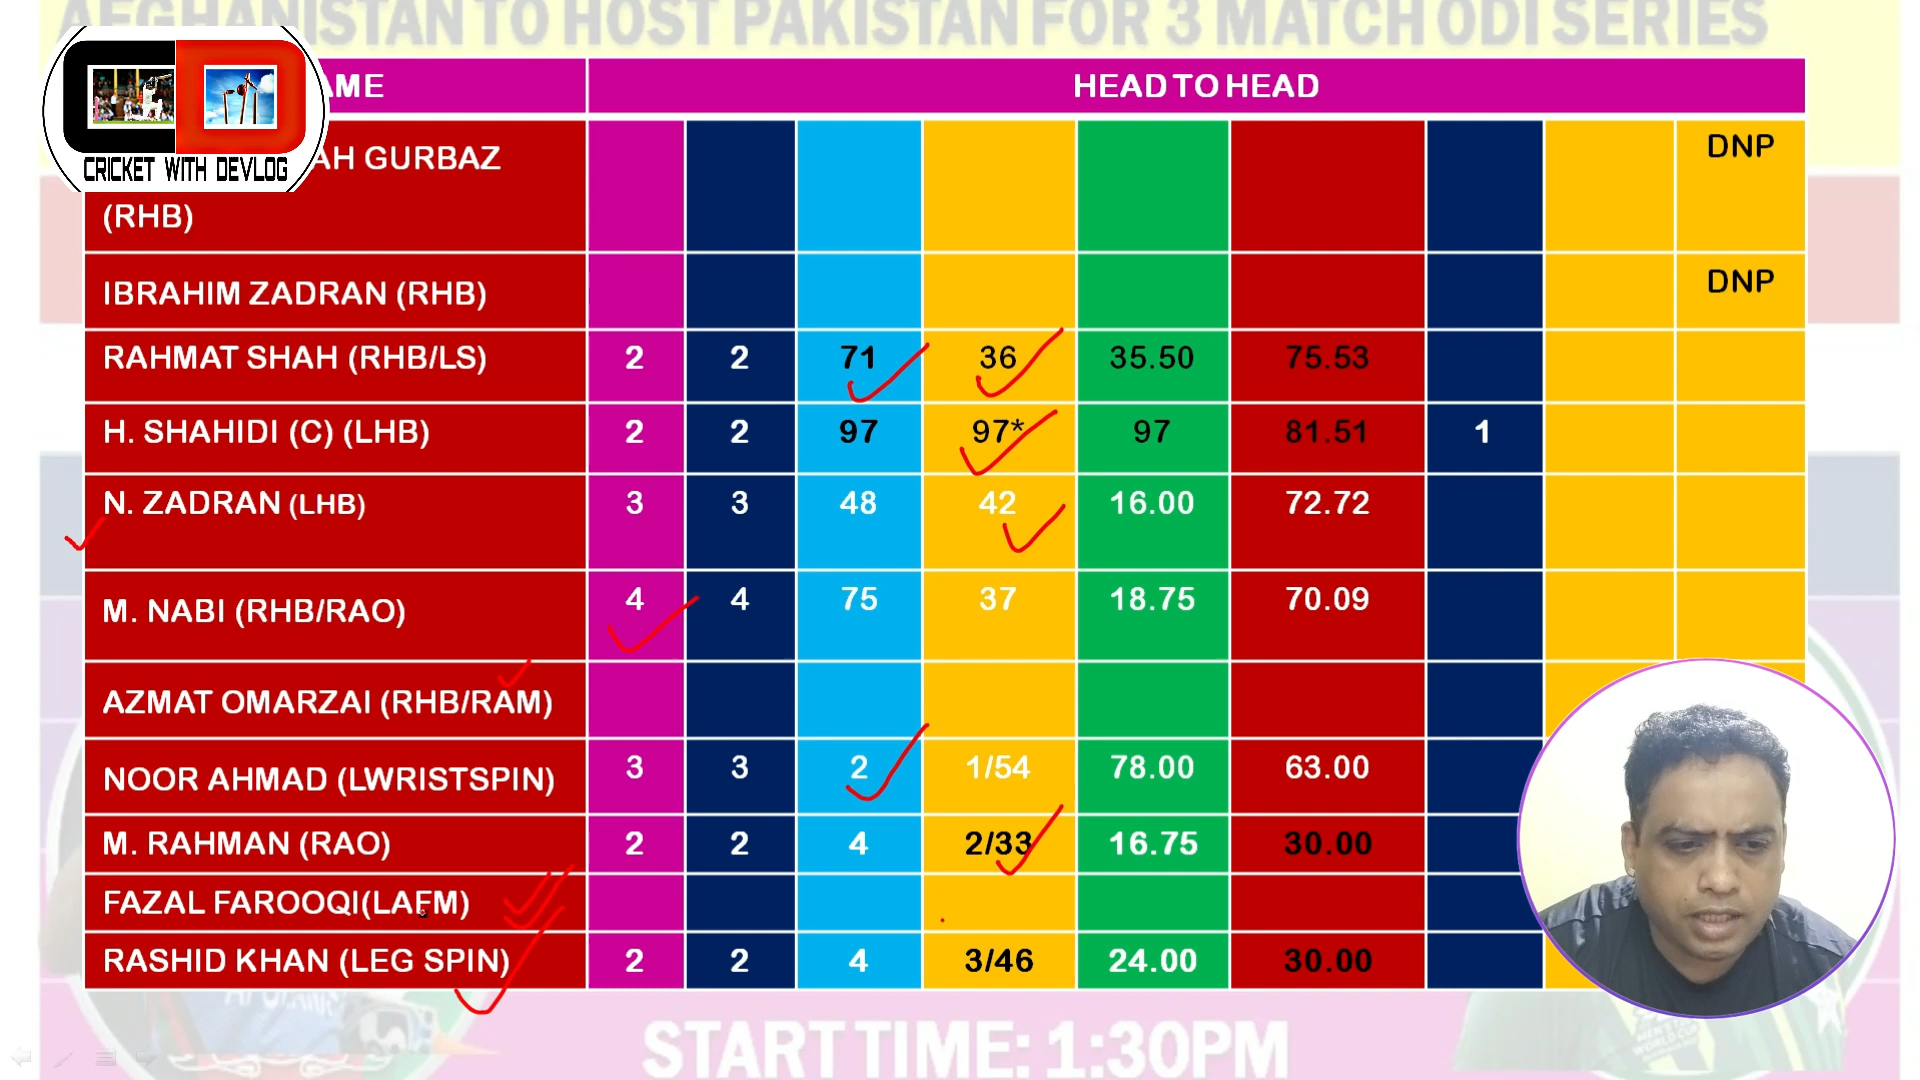 AFGHANISTAN TO HOST PAKISTAN FOR 3 MATCH ODI SERIES
CRICKET WITH DEVLOG
HEAD TO HEAD
GURBAZ (RHB) DNP
IBRAHIM ZADRAN (RHB) DNP
RAHMAT SHAH (RHB/LS) 2 2 71 36 35.50 75.53
H. SHAHIDI (C) (LHB) 2 2 97 97* 97 81.51 1
N. ZADRAN (LHB) 3 3 48 42 16.00 72.72
M. NABI (RHB/RAO) 4 4 75 37 18.75 70.09
AZMAT OMARZAI (RHB/RAM)
NOOR AHMAD (LWRISTSPIN) 3 3 2 1/54 78.00 63.00
M. RAHMAN (RAO) 2 2 4 2/33 16.75 30.00
FAZAL FAROOQI(LAFM)
RASHID KHAN (LEG SPIN) 2 2 4 3/46 24.00 30.00
START TIME: 1:30PM